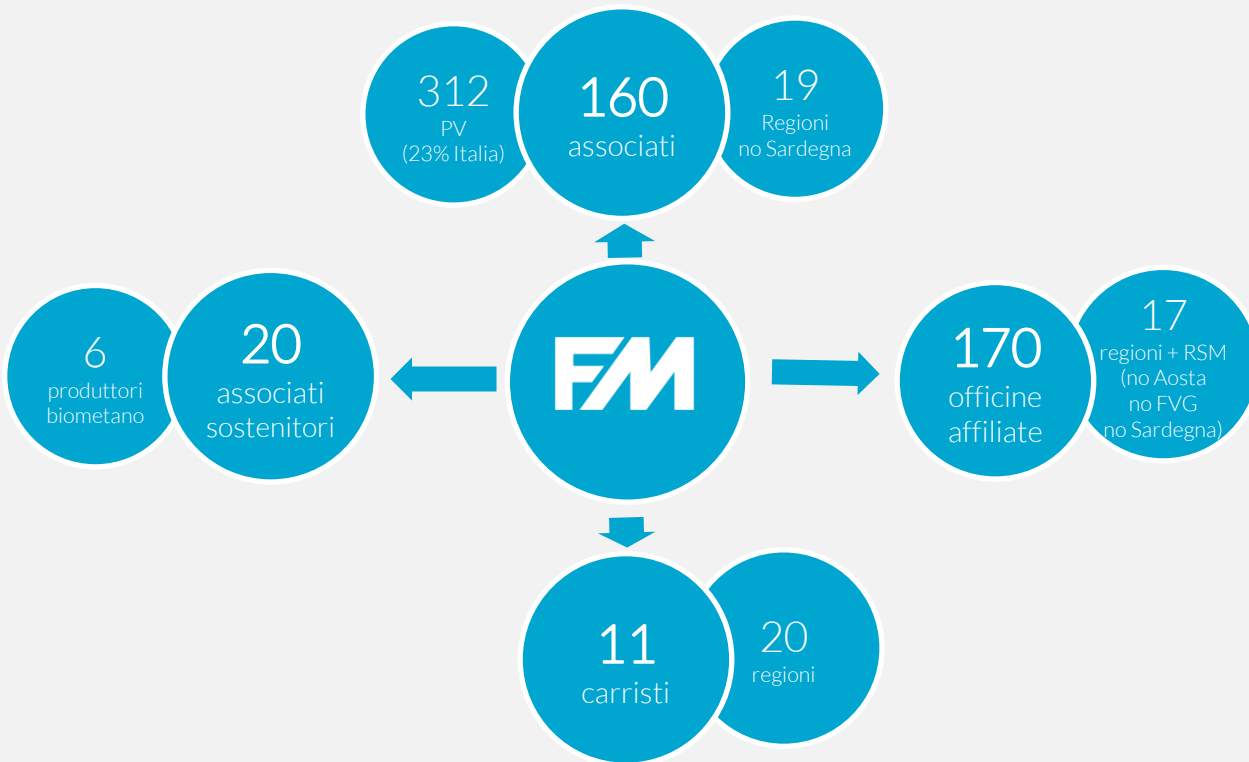 312
PV
(23% Italia)
160
associati
19
Regioni
no Sardegna
6
produttori
biometano
20
associati
sostenitori
FM
170
officine
affiliate
17
regioni + RSM
(no Aosta
no FVG
no Sardegna)
11
carristi
20
regioni